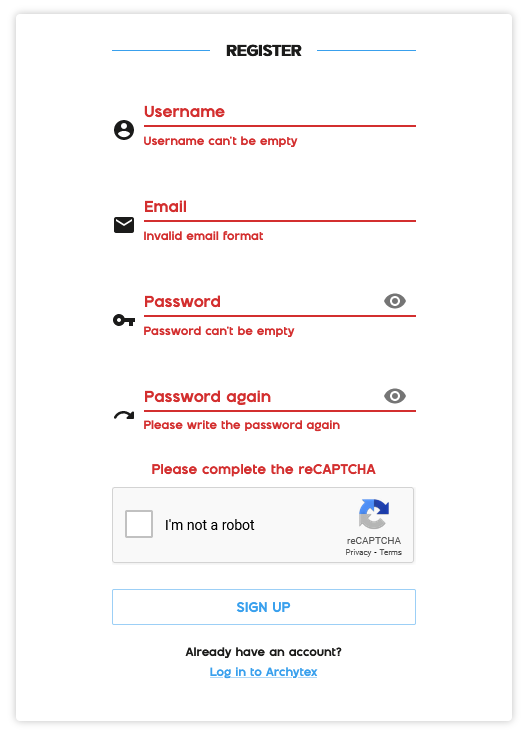 REGISTER
Username
Username can't be empty
Email
Invalid email format
Password
Password can't be empty
Password again
Please write the password again
Please complete the reCAPTCHA
I'm not a robot
reCAPTCHA
Privacy - Terms
SIGN UP
Already have an account?
Log in to Archytex